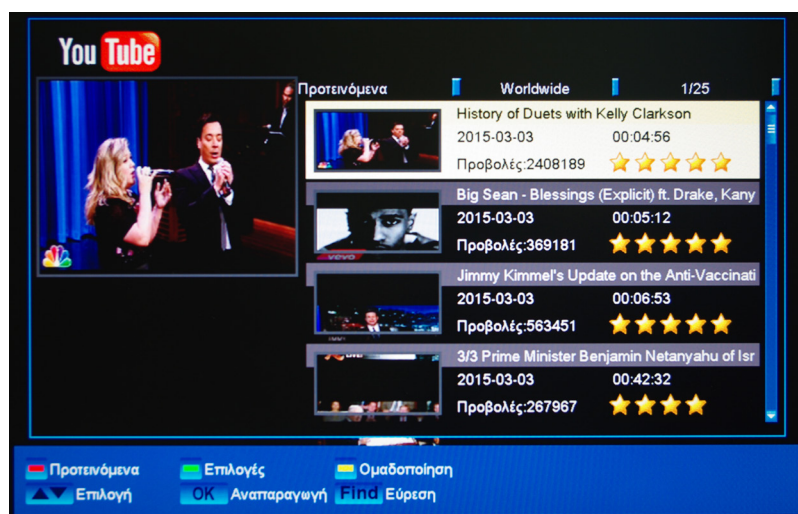 You Tube
Προτεινόμενα Worldwide 1/25
History of Duets with Kelly Clarkson
2015-03-03 00:04:56
Προβολές:2408189
Big Sean - Blessings (Explicit) ft. Drake, Kany
2015-03-03 00:05:12
Προβολές:369181
vevo
Jimmy Kimmel's Update on the Anti-Vaccinati
2015-03-03 00:06:53
Προβολές:563451
3/3 Prime Minister Benjamin Netanyahu of Isr
2015-03-03 00:42:32
Προβολές:267967
Προτεινόμενα Επιλογές Ομαδοποίηση
Επιλογή OK Αναπαραγωγή Find Εύρεση